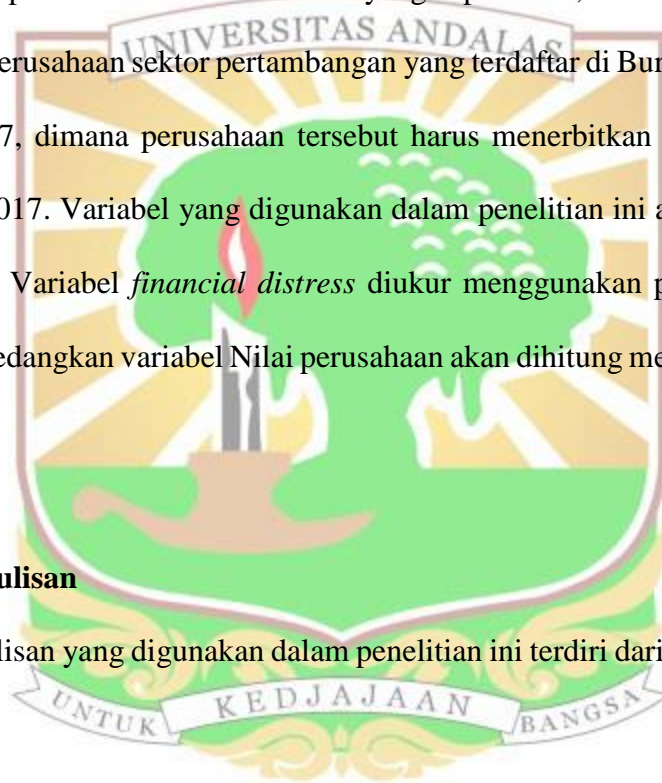 UNIVERSITAS ANDALAS
erusahaan sektor pertambangan yang terdaftar di Bur
7, dimana perusahaan tersebut harus menerbitkan
017. Variabel yang digunakan dalam penelitian ini a
Variabel financial distress diukur menggunakan p
edangkan variabel Nilai perusahaan akan dihitung me
ulisan
lisan yang digunakan dalam penelitian ini terdiri dari
UNTUK KEDJAJAAN BANGSA